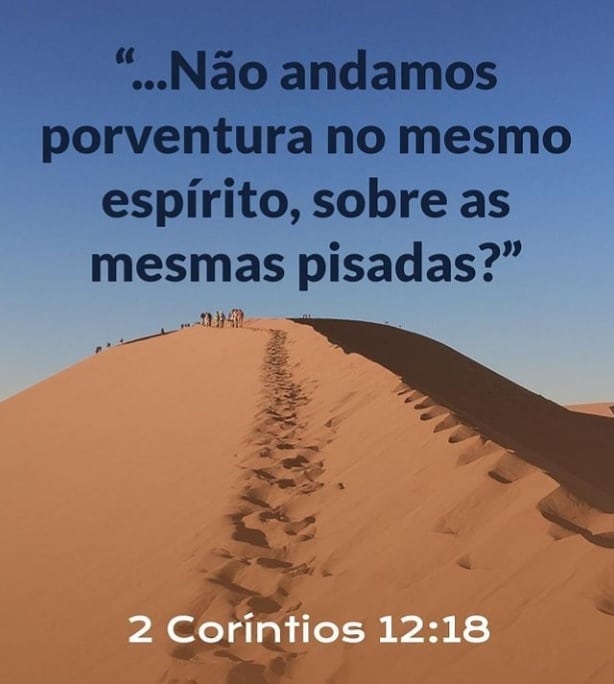 “...Não andamos
porventura no mesmo
espírito, sobre as
mesmas pisadas?”
2 Coríntios 12:18